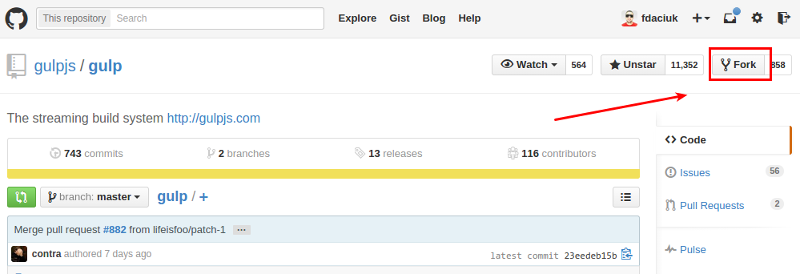 This repository Search Explore Gist Blog Help fdaciuk
gulpjs / gulp Watch 564 Unstar 11,352 Fork 858
The streaming build system http://gulpjs.com
743 commits 2 branches 13 releases 116 contributors
Code
Issues 56
branch: master gulp / +
Pull Requests 2
Merge pull request #882 from lifeisfoo/patch-1 ...
contra authored 7 days ago latest commit 23eedeb15b
Pulse